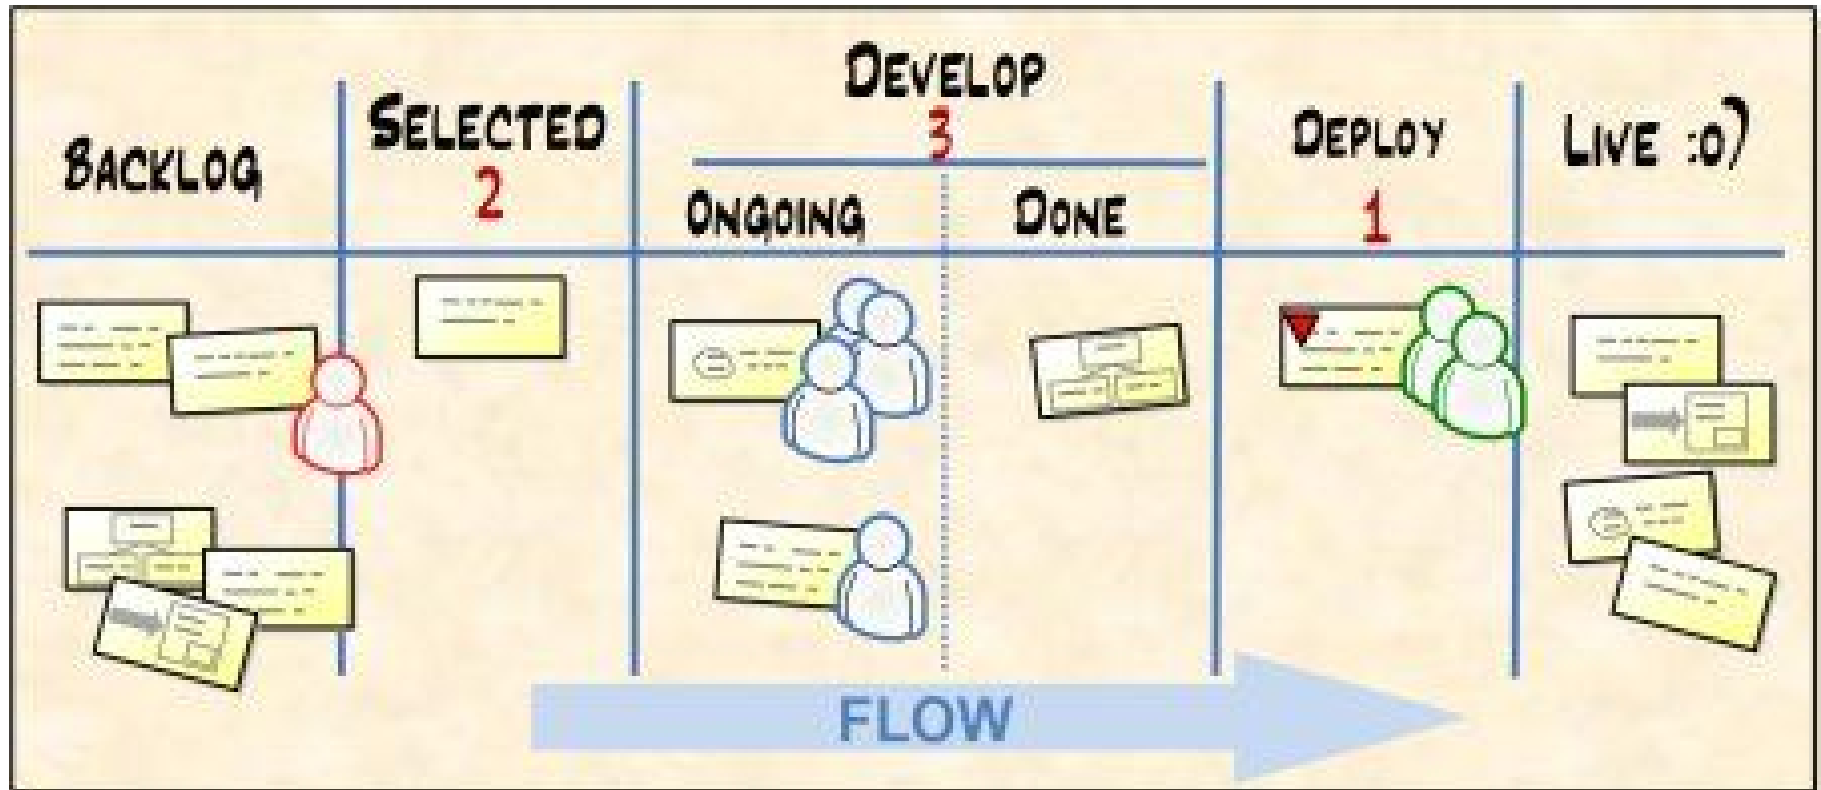 BACKLOG
SELECTED
2
DEVELOP
3
ONGOING
DONE
DEPLOY
1
LIVE :o)
FLOW